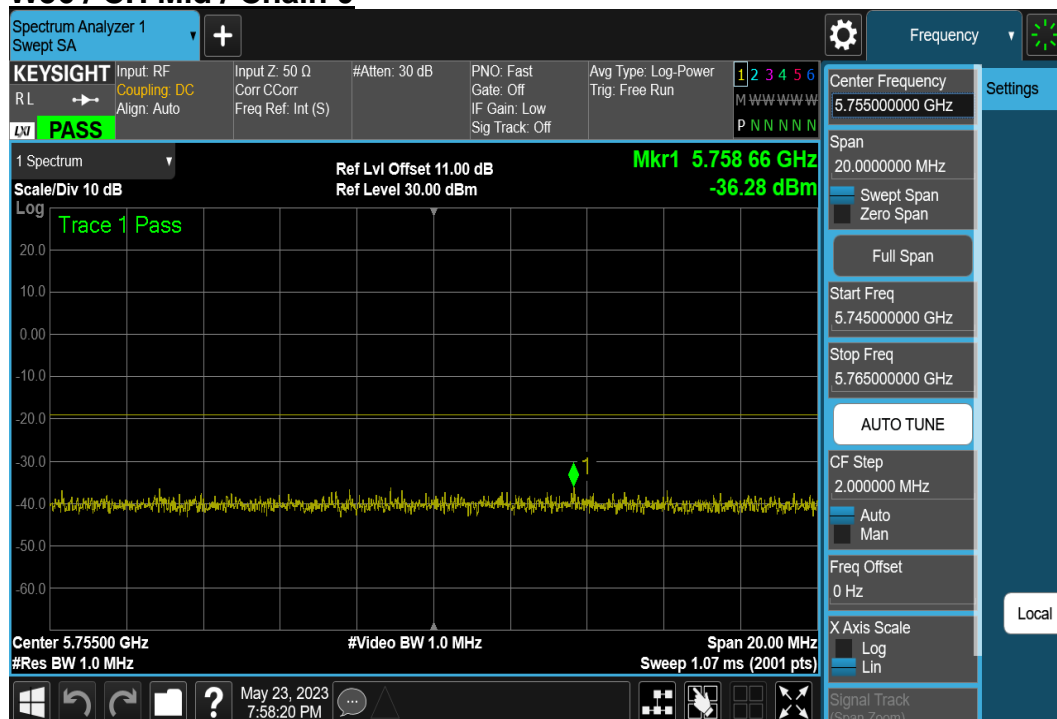 Spectrum Analyzer 1
Swept SA
+
Frequency
KEYSIGHT
RL
LXI PASS
Input: RF
Coupling: DC
Align: Auto
Input Z: 50 Ω
Corr CCorr
Freq Ref: Int (S)
#Atten: 30 dB
PNO: Fast
Gate: Off
IF Gain: Low
Sig Track: Off
Avg Type: Log-Power
Trig: Free Run
1 2 3 4 5 6
M W W W W W
P N N N N N
1 Spectrum
Scale/Div 10 dB
Ref Lvl Offset 11.00 dB
Ref Level 30.00 dBm
Mkr1 5.758 66 GHz
-36.28 dBm
Log
Trace 1 Pass
20.0
10.0
0.00
-10.0
-20.0
-30.0
-40.0
-50.0
-60.0
1
Center 5.75500 GHz
#Res BW 1.0 MHz
#Video BW 1.0 MHz
Span 20.00 MHz
Sweep 1.07 ms (2001 pts)
?
May 23, 2023
7:58:20 PM
Center Frequency
5.755000000 GHz
Span
20.0000000 MHz
Swept Span
Zero Span
Full Span
Start Freq
5.745000000 GHz
Stop Freq
5.765000000 GHz
AUTO TUNE
CF Step
2.000000 MHz
Auto
Man
Freq Offset
0 Hz
X Axis Scale
Log
Lin
Signal Track
(Span Zoom)
Settings
Local